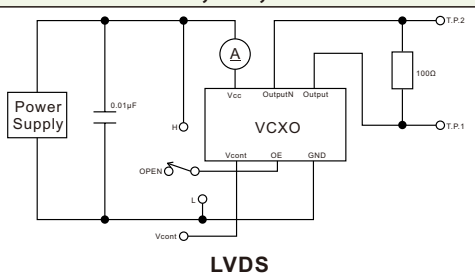 T.P.2
A
0.01μF
100Ω
Vcc OutputN Output
Power
Supply
H
VCXO
T.P.1
Vcont OE GND
OPEN
L
Vcont
LVDS